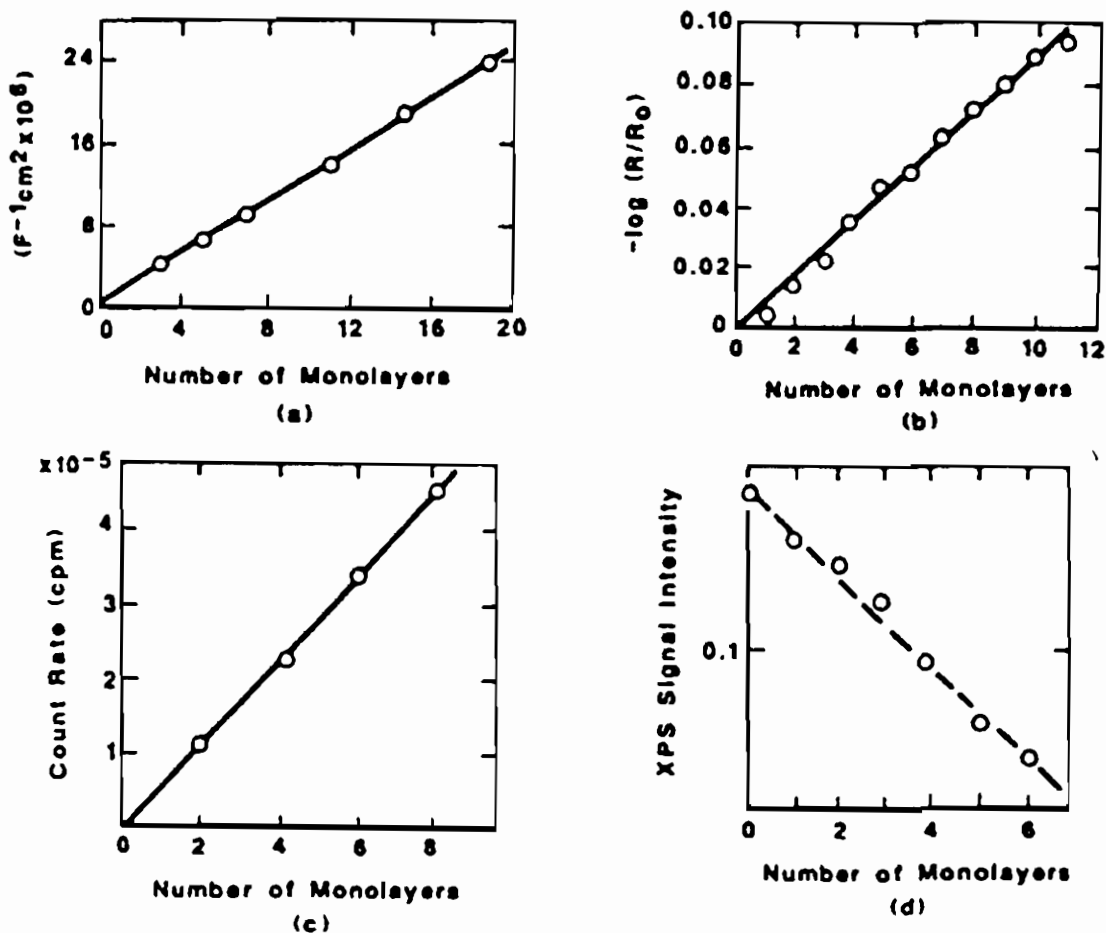 (F⁻¹cm² x10⁶)
24
16
8
0
0 4 8 12 16 20
Number of Monolayers
(a)
-log (R/R₀)
0.10
0.08
0.06
0.04
0.02
0
0 2 4 6 8 10 12
Number of Monolayers
(b)
x10⁻⁵
Count Rate (cpm)
4
3
2
1
0 2 4 6 8
Number of Monolayers
(c)
XPS Signal Intensity
0.1
0 2 4 6
Number of Monolayers
(d)